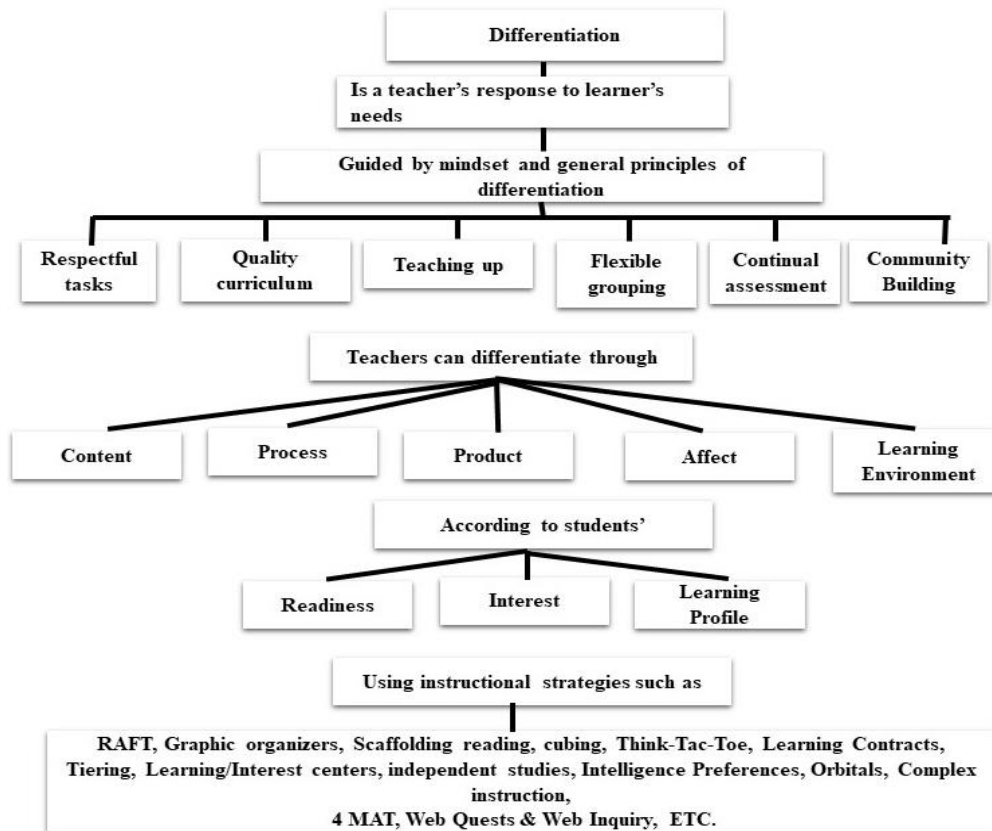 Differentiation
Is a teacher's response to learner's
needs
Guided by mindset and general principles of
differentiation
Respectful
tasks
Quality
curriculum
Teaching up
Flexible
grouping
Continual
assessment
Community
Building
Teachers can differentiate through
Content
Process
Product
Affect
Learning
Environment
According to students'
Readiness
Interest
Learning
Profile
Using instructional strategies such as
RAFT, Graphic organizers, Scaffolding reading, cubing, Think-Tac-Toe, Learning Contracts,
Tiering, Learning/Interest centers, independent studies, Intelligence Preferences, Orbitals, Complex
instruction,
4 MAT, Web Quests & Web Inquiry, ETC.